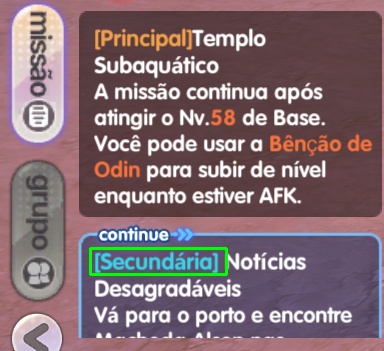 missão
grupo
[Principal]Templo
Subaquático
A missão continua após
atingir o Nv.58 de Base.
Você pode usar a Bênção de
Odin para subir de nível
enquanto estiver AFK.
continue
[Secundária] Notícias
Desagradáveis
Vá para o porto e encontre